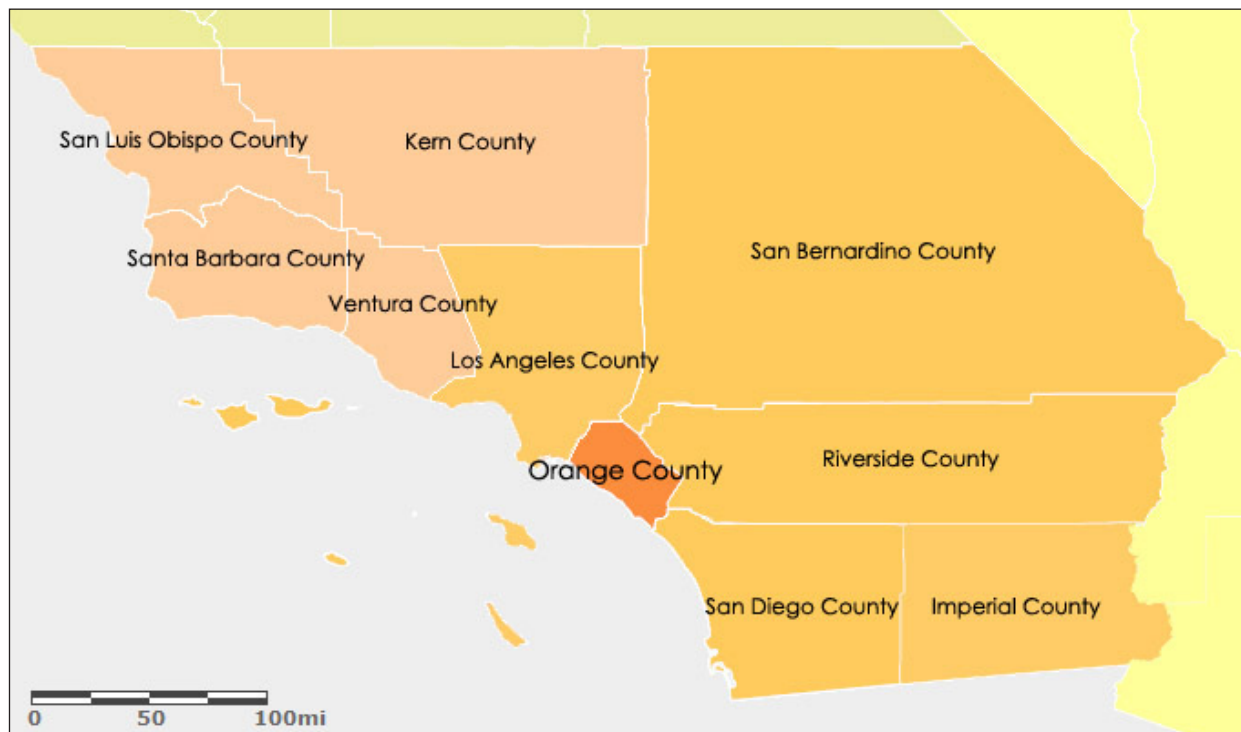 San Luis Obispo County
Kern County
San Bernardino County
Santa Barbara County
Ventura County
Los Angeles County
Riverside County
Orange County
San Diego County
Imperial County
0 50 100mi